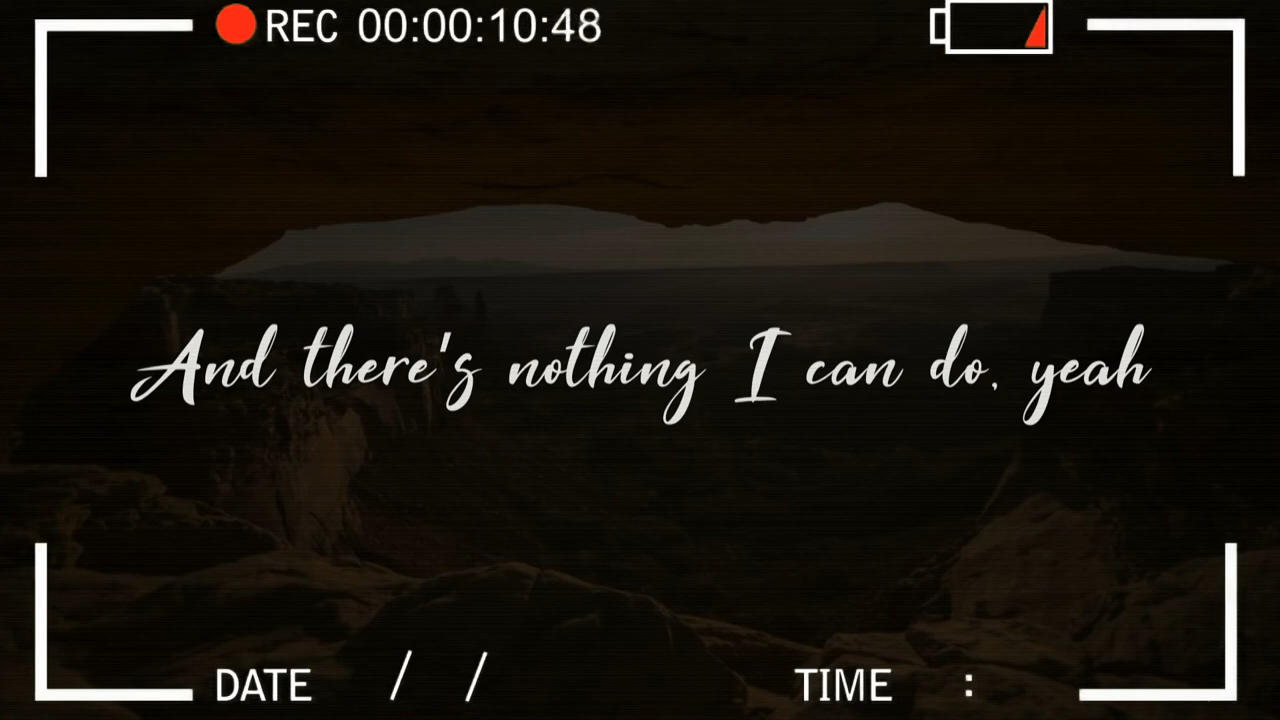 REC 00:00:10:48
And there's nothing I can do, yeah
DATE / / TIME :